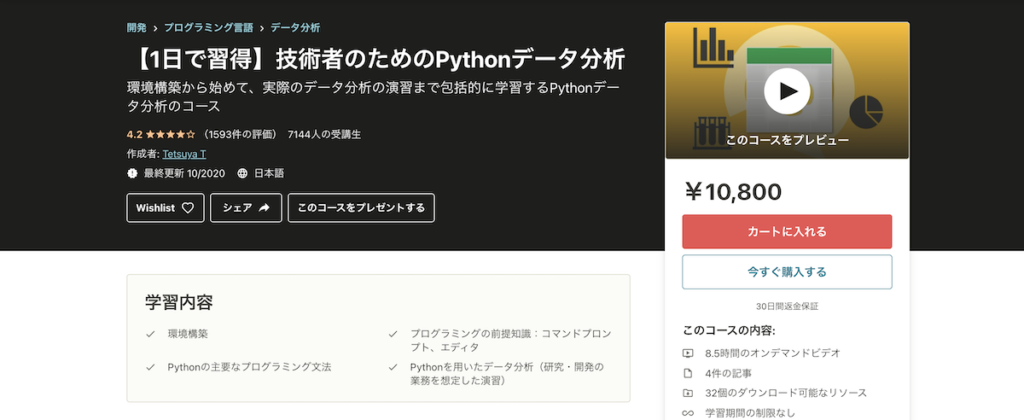 開発 › プログラミング言語 › データ分析
【1日で習得】技術者のためのPythonデータ分析
環境構築から始めて、実際のデータ分析の演習まで包括的に学習するPythonデー
タ分析のコース
4.2 ★★★★☆ （1593件の評価） 7144人の受講生
作成者: Tetsuya T
最終更新 10/2020 日本語
Wishlist シェア このコースをプレゼントする
このコースをプレビュー
￥10,800
カートに入れる
今すぐ購入する
30日間返金保証
このコースの内容:
8.5時間のオンデマンドビデオ
4件の記事
32個のダウンロード可能なリソース
学習期間の制限なし
学習内容
環境構築
プログラミングの前提知識：コマンドプロン
プト、エディタ
Pythonの主要なプログラミング文法
Pythonを用いたデータ分析（研究・開発の
業務を想定した演習）